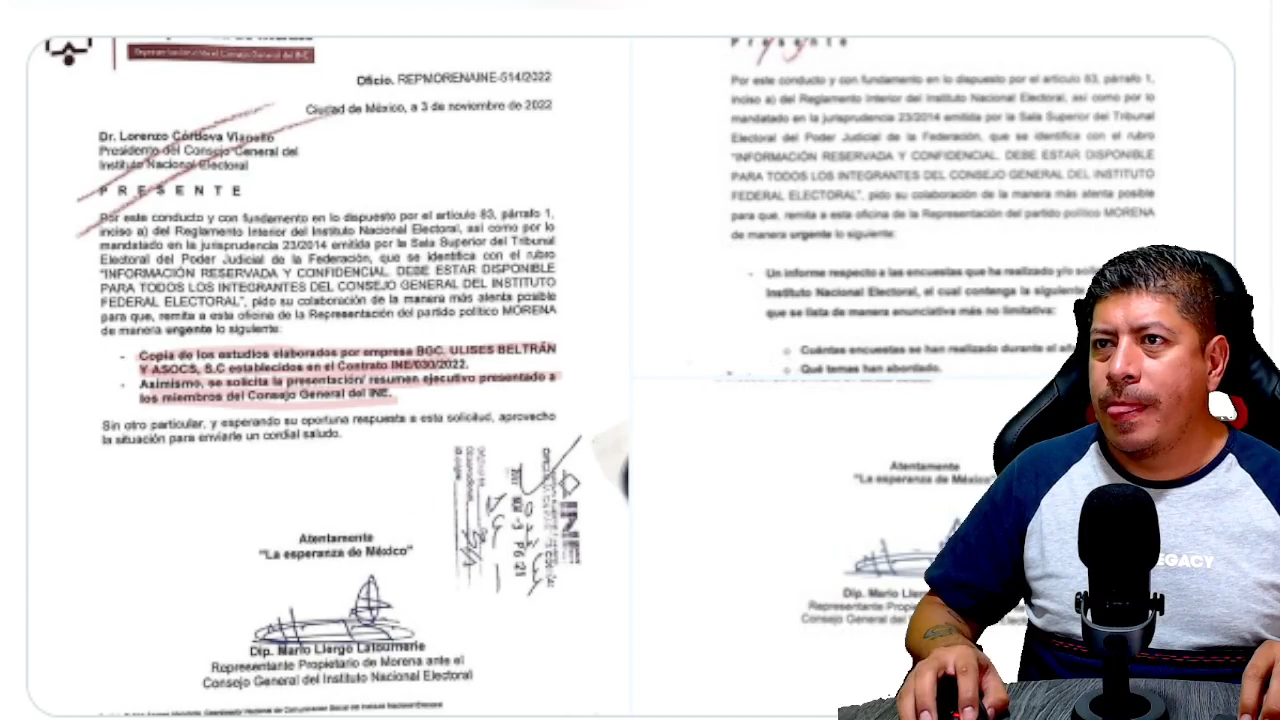 Representación ante el Consejo General del INE
Oficio. REPMORENAINE-514/2022
Ciudad de México, a 3 de noviembre de 2022
Dr. Lorenzo Córdova Vianello
Presidente del Consejo General del
Instituto Nacional Electoral
P R E S E N T E
Por este conducto y con fundamento en lo dispuesto por el artículo 83, párrafo 1,
inciso a) del Reglamento Interior del Instituto Nacional Electoral, así como por lo
mandatado en la jurisprudencia 23/2014 emitida por la Sala Superior del Tribunal
Electoral del Poder Judicial de la Federación, que se identifica con el rubro
"INFORMACIÓN RESERVADA Y CONFIDENCIAL. DEBE ESTAR DISPONIBLE
PARA TODOS LOS INTEGRANTES DEL CONSEJO GENERAL DEL INSTITUTO
FEDERAL ELECTORAL", pido su colaboración de la manera más atenta posible
para que, remita a esta oficina de la Representación del partido político MORENA
de manera urgente lo siguiente:
- Copia de los estudios elaborados por empresa BGC. ULISES BELTRÁN
Y ASOCS, S.C establecidos en el Contrato INE/030/2022.
- Asimismo, se solicita la presentación/ resumen ejecutivo presentado a
los miembros del Consejo General del INE.
Sin otro particular, y esperando su oportuna respuesta a esta solicitud, aprovecho
la situación para enviarle un cordial saludo.
INE
Atentamente
"La esperanza de México"
Dip. Mario Llergo Latournerie
Representante Propietario de Morena ante el
Consejo General del Instituto Nacional Electoral
P r e s e n t e
Por este conducto y con fundamento en lo dispuesto por el artículo 83, párrafo 1,
inciso a) del Reglamento Interior del Instituto Nacional Electoral, así como por lo
mandatado en la jurisprudencia 23/2014 emitida por la Sala Superior del Tribunal
Electoral del Poder Judicial de la Federación, que se identifica con el rubro
"INFORMACIÓN RESERVADA Y CONFIDENCIAL. DEBE ESTAR DISPONIBLE
PARA TODOS LOS INTEGRANTES DEL CONSEJO GENERAL DEL INSTITUTO
FEDERAL ELECTORAL", pido su colaboración de la manera más atenta posible
para que, remita a esta oficina de la Representación del partido político MORENA
de manera urgente lo siguiente:
- Un informe respecto a las encuestas que ha realizado y/o
Instituto Nacional Electoral, el cual contenga la siguiente
que se lista de manera enunciativa más no limitativa:
o Cuántas encuestas se han realizado durante el
o Qué temas han abordado.
Atentamente
"La esperanza de México
Dip. Mario
Representante
Consejo General del Instituto
EGACY